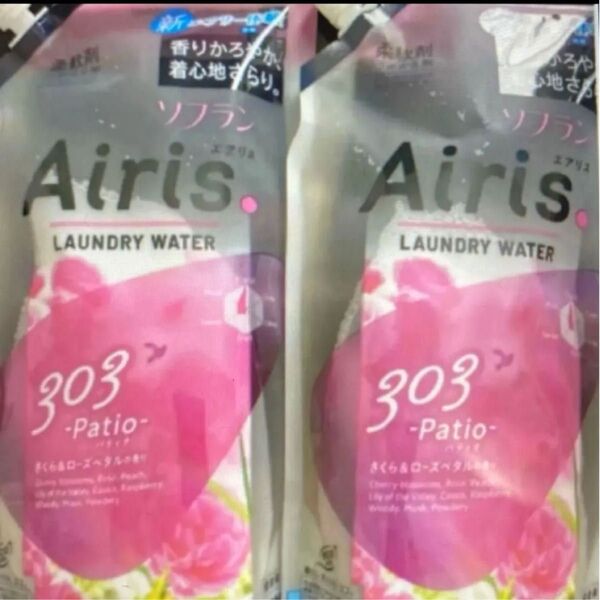 柔軟剤
香りかろやか、
着心地さらり。
ソフラン
Airis.
エアリス
LAUNDRY WATER
303
-Patio-
パティオ
さくら&ローズペタルの香り
Cherry blossoms, Rose, Peach,
Lily of the Valley, Cassis, Raspberry,
Woody, Musk, Powdery
柔軟剤
香りかろや
心地さら
ソフラン
Airis.
エアリス
LAUNDRY WATER
303
-Patio-
パティオ
さくら&ローズペタルの香り
Cherry blossoms, Rose, Peach,
Lily of the Valley, Cassis, Raspberry,
Woody, Musk, Powdery